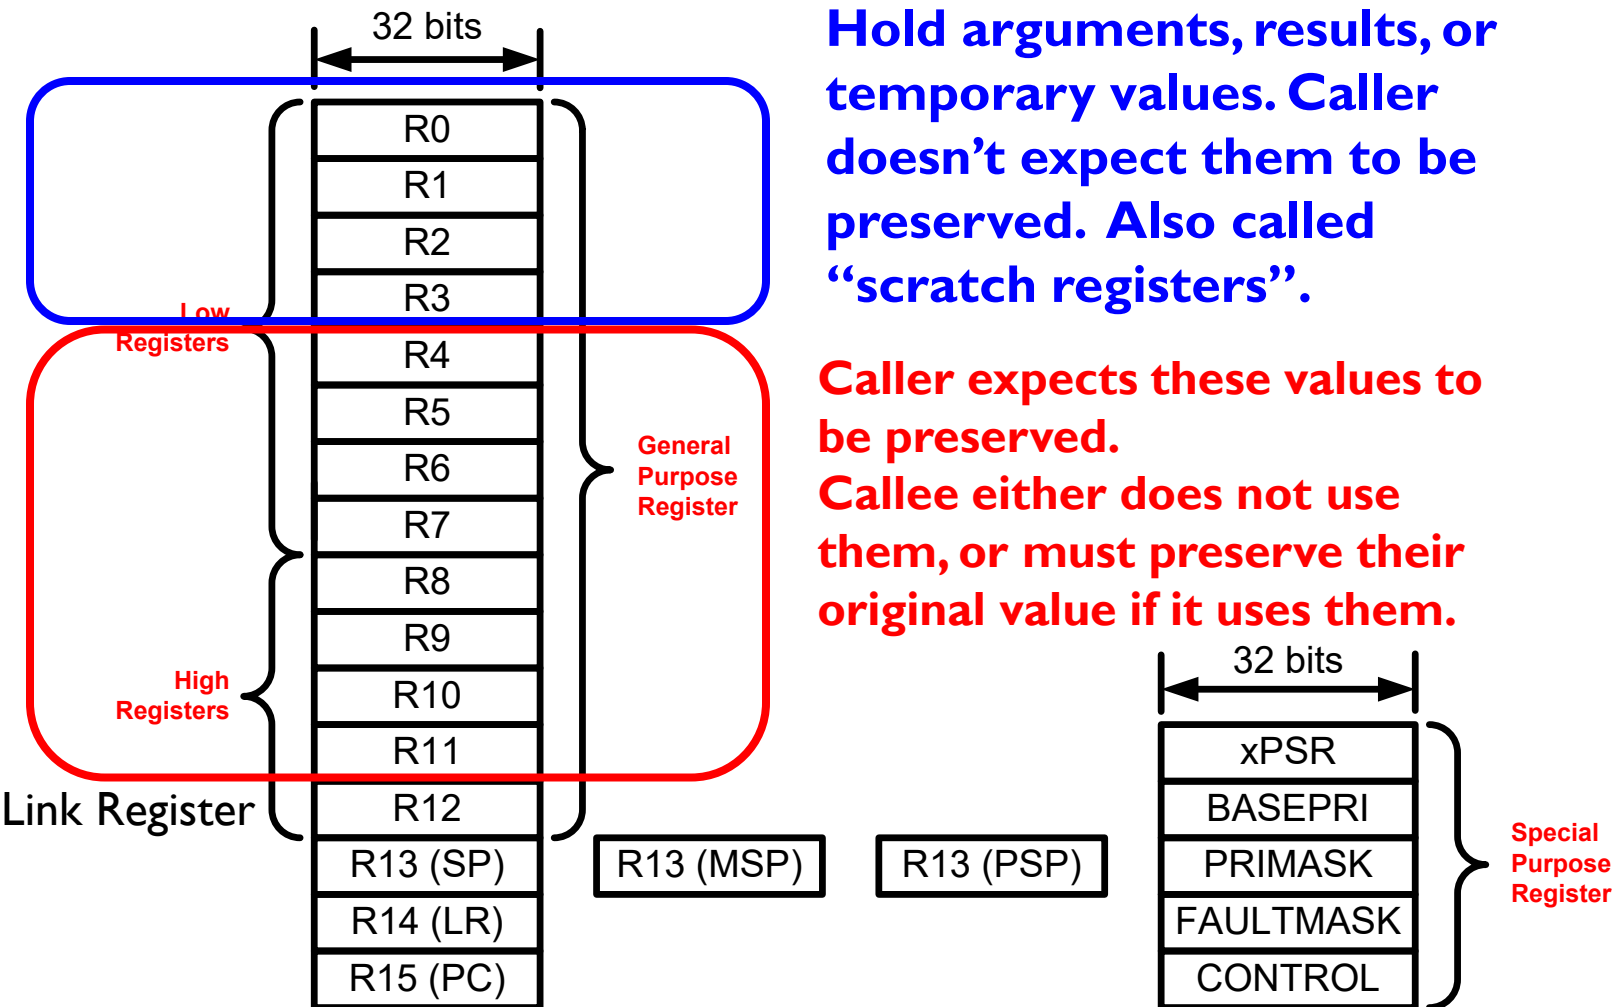 32 bits
Hold arguments, results, or
temporary values. Caller
doesn’t expect them to be
preserved. Also called
“scratch registers”.
R0
R1
R2
R3
Low
Registers
R4
R5
R6
R7
R8
R9
R10
R11
R12
General
Purpose
Register
High
Registers
Link Register
Caller expects these values to
be preserved.
Callee either does not use
them, or must preserve their
original value if it uses them.
R13 (SP)
R13 (MSP)
R13 (PSP)
R14 (LR)
R15 (PC)
32 bits
xPSR
BASEPRI
PRIMASK
FAULTMASK
CONTROL
Special
Purpose
Register